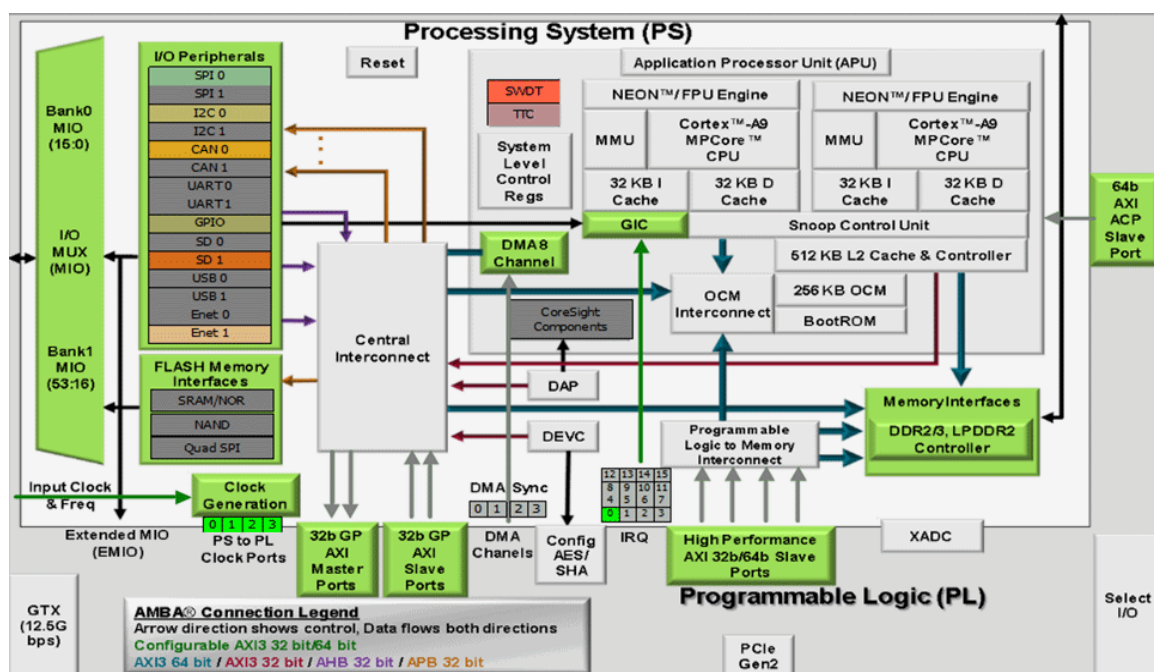 Processing System (PS)
I/O Peripherals
SPI 0
SPI 1
I2C 0
I2C 1
CAN 0
CAN 1
UART 0
UART 1
GPIO
SD 0
SD 1
USB 0
USB 1
Enet 0
Enet 1
Bank0
MIO
(15:0)
I/O
MUX
(MIO)
Bank1
MIO
(53:16)
FLASH Memory
Interfaces
SRAM/NOR
NAND
Quad SPI
Input Clock
& Freq
Clock
Generation
0 1 2 3
PS to PL
Clock Ports
Extended MIO
(EMIO)
Reset
Application Processor Unit (APU)
SWDT
TTC
System
Level
Control
Regs
NEON™/FPU Engine
MMU
Cortex™-A9
MPCore™
CPU
32 KB I
Cache
32 KB D
Cache
NEON™/FPU Engine
MMU
Cortex™-A9
MPCore™
CPU
32 KB I
Cache
32 KB D
Cache
GIC
Snoop Control Unit
DMA8
Channel
512 KB L2 Cache & Controller
OCM
Interconnect
256 KB OCM
BootROM
CoreSight
Components
Central
Interconnect
DAP
DEVC
Programmable
Logic to Memory
Interconnect
Memory Interfaces
DDR2/3, LPDDR2
Controller
64b
AXI
ACP
Slave
Port
32b GP
AXI
Master
Ports
32b GP
AXI
Slave
Ports
DMA Sync
0 1 2 3
DMA
Channels
Config
AES/
SHA
12 13 14 15
8 9 10 11
4 5 6 7
0 1 2 3
IRQ
High Performance
AXI 32b/64b Slave
Ports
XADC
Programmable Logic (PL)
GTX
(12.5G
bps)
AMBA® Connection Legend
Arrow direction shows control, Data flows both directions
Configurable AXI3 32 bit/64 bit
AXI3 64 bit / AXI3 32 bit / AHB 32 bit / APB 32 bit
PCIe
Gen2
Select
I/O